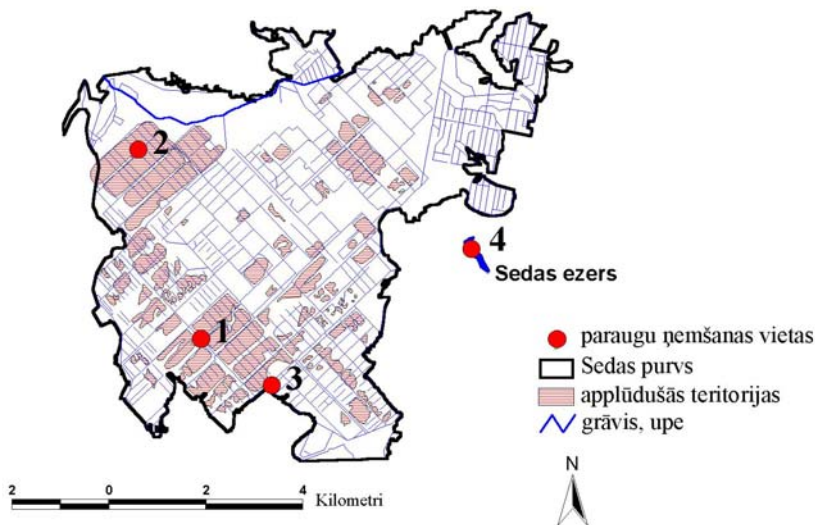 2
4
Sedas ezers
1
3
paraugu ņemšanas vietas
Sedas purvs
applūdušās teritorijas
grāvis, upe
N
2 0 2 4
Kilometri